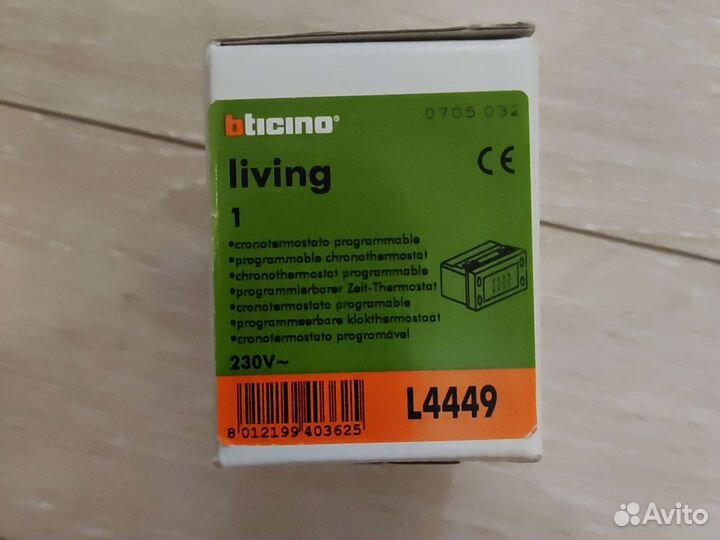 bticino® 0705 032
living
CE
1
•cronotermostato programmabile
•programmable chronothermostat
•chronothermostat programmable
•programmierbarer Zeit-Thermostat
•cronotermostato programable
•programmeerbare klokthermostaat
•cronotermostato programável
230V~
L4449
8 012199 403625
Avito